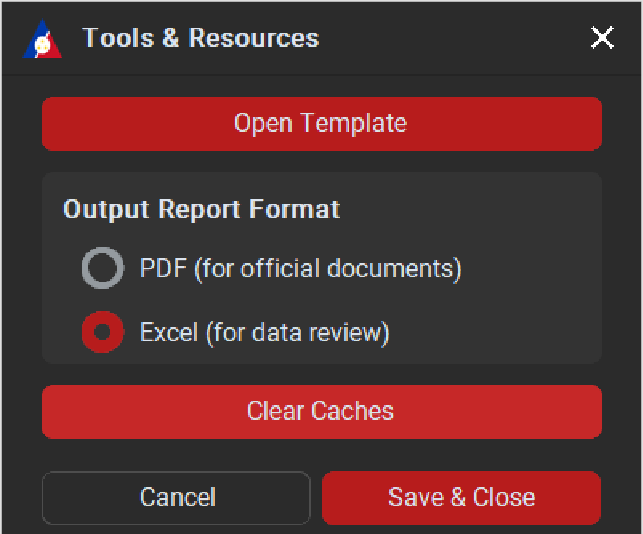 Tools & Resources
Open Template
Output Report Format
PDF (for official documents)
Excel (for data review)
Clear Caches
Cancel
Save & Close